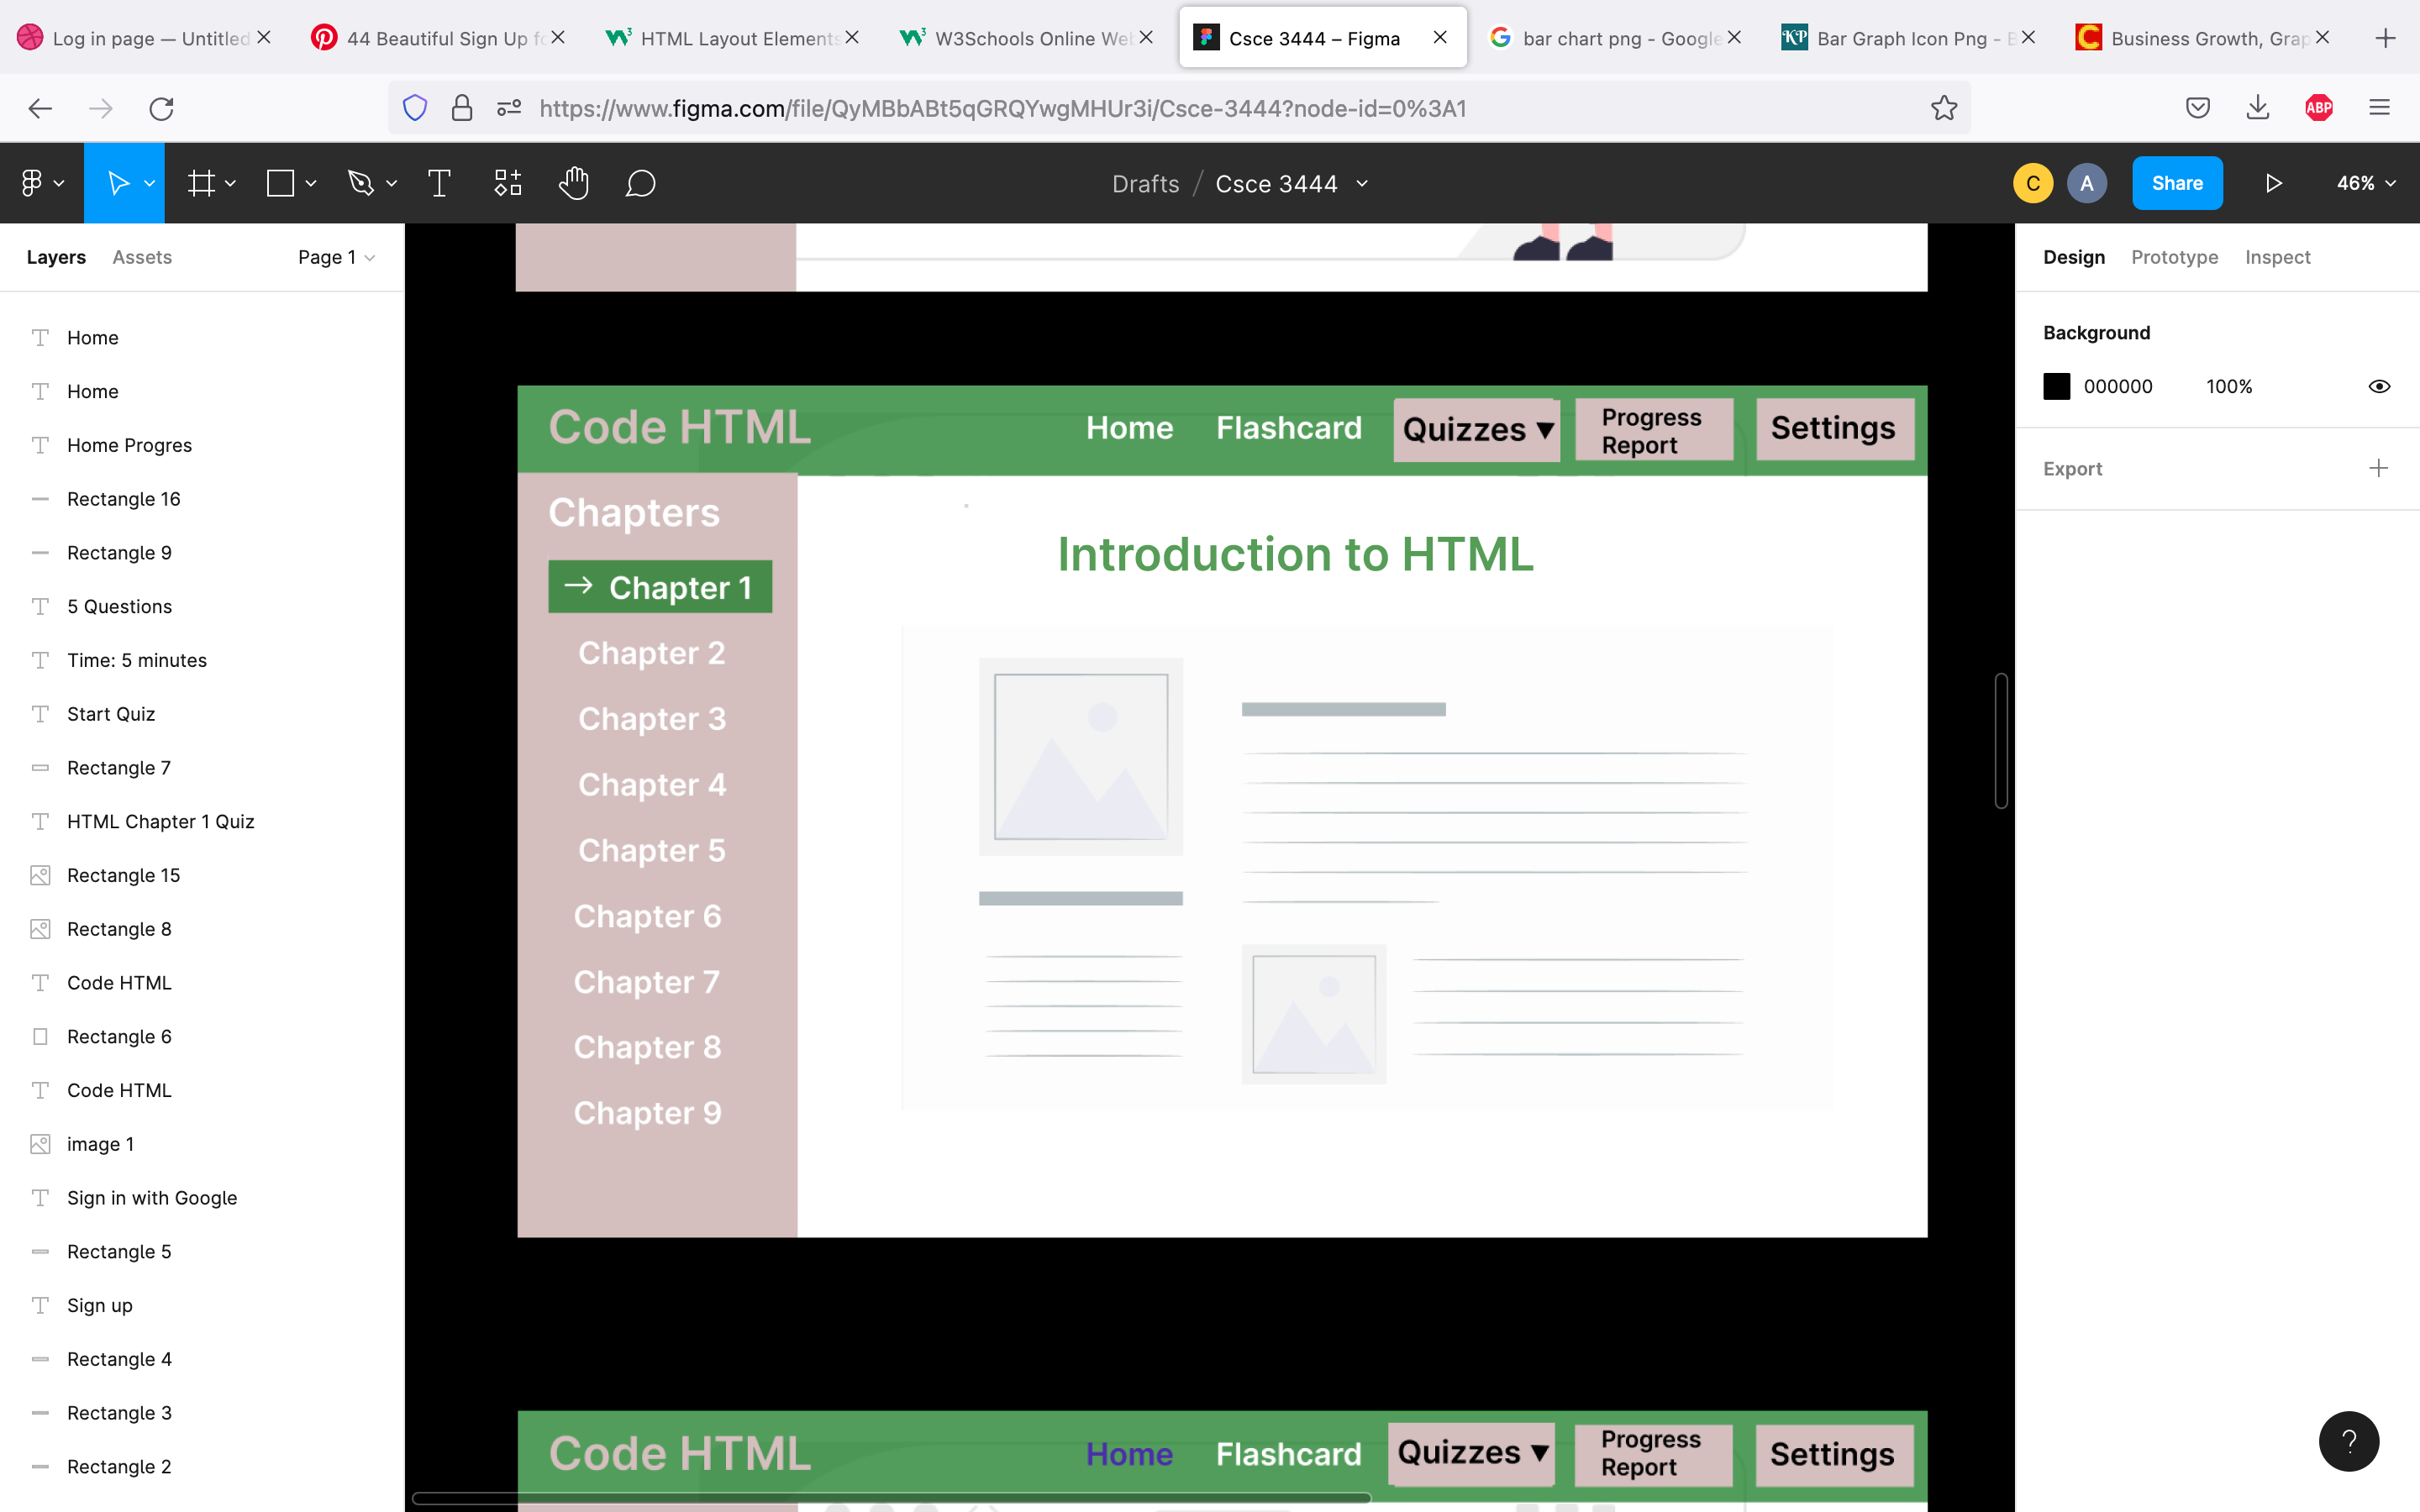 Log in page — Untitled
44 Beautiful Sign Up fo
HTML Layout Elements
W3Schools Online Web
Csce 3444 – Figma
bar chart png - Google
Bar Graph Icon Png - B
Business Growth, Grap
https://www.figma.com/file/QyMBbABt5qGRQYwgMHUr3i/Csce-3444?node-id=0%3A1
ABP
Drafts / Csce 3444
C
A
Share
46%
Layers
Assets
Page 1
Home
Home
Home Progres
Rectangle 16
Rectangle 9
5 Questions
Time: 5 minutes
Start Quiz
Rectangle 7
HTML Chapter 1 Quiz
Rectangle 15
Rectangle 8
Code HTML
Rectangle 6
Code HTML
image 1
Sign in with Google
Rectangle 5
Sign up
Rectangle 4
Rectangle 3
Rectangle 2
Code HTML
Home
Flashcard
Quizzes ▼
Progress
Report
Settings
Chapters
→ Chapter 1
Chapter 2
Chapter 3
Chapter 4
Chapter 5
Chapter 6
Chapter 7
Chapter 8
Chapter 9
Introduction to HTML
Code HTML
Home
Flashcard
Quizzes ▼
Progress
Report
Settings
Design
Prototype
Inspect
Background
000000
100%
Export
?